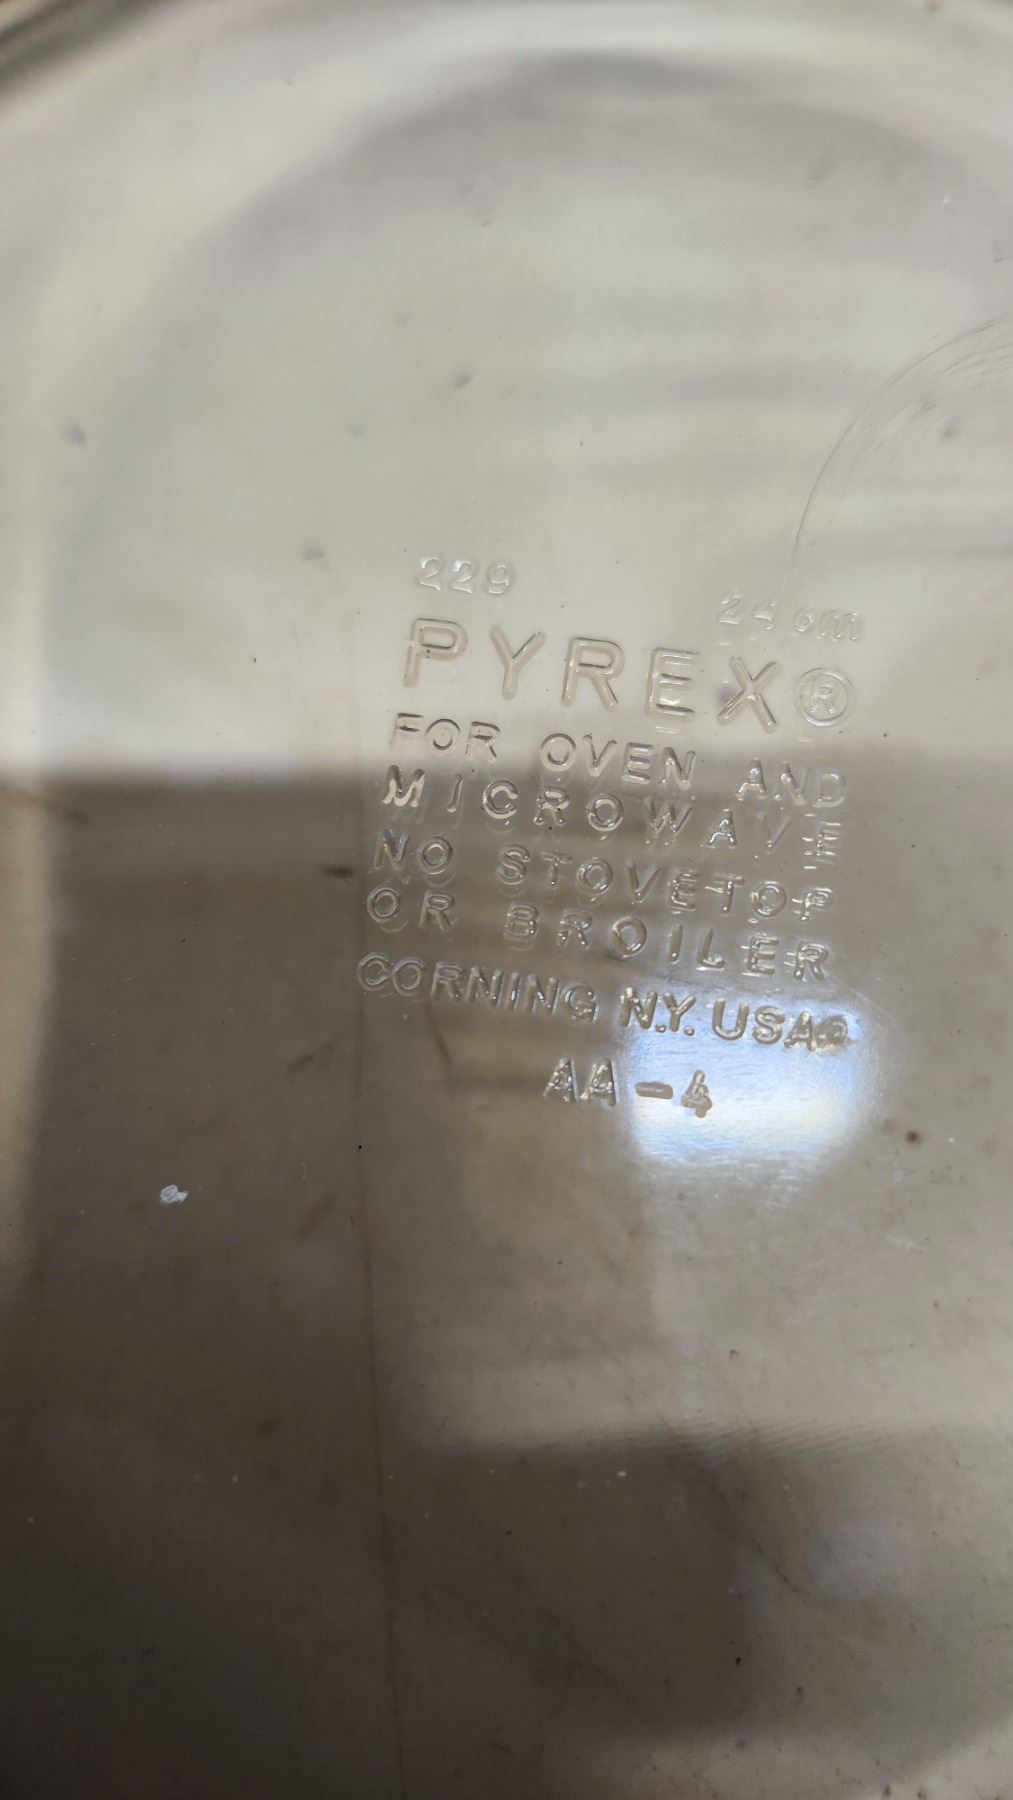 229 24 cm
PYREX®
FOR OVEN AND
MICROWAVE
NO STOVETOP
OR BROILER
CORNING N.Y. USA
AA-4